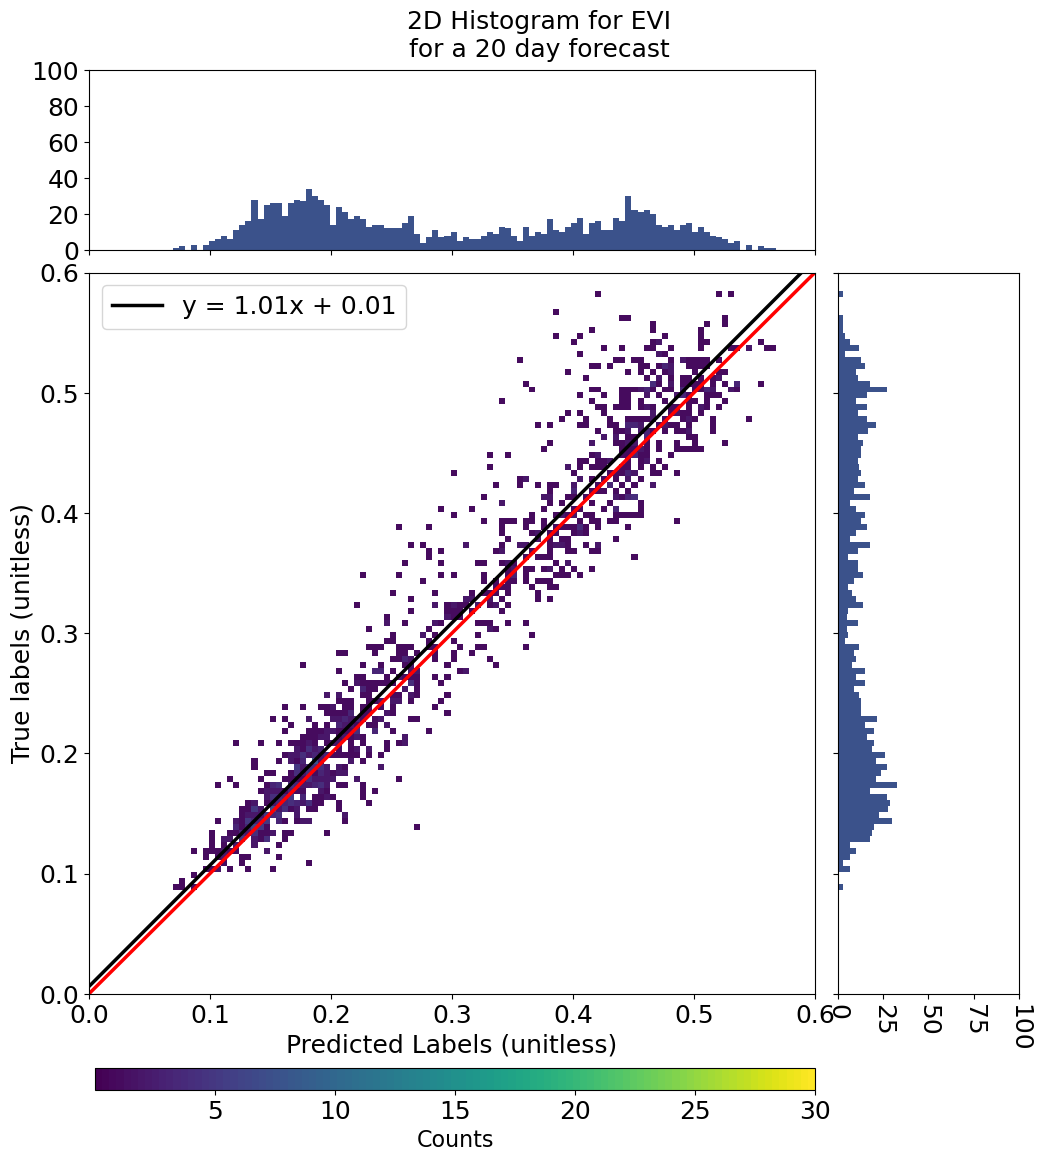 2D Histogram for EVI
for a 20 day forecast
100
80
60
40
20
0
0.6
0.5
0.4
0.3
0.2
0.1
0.0
True labels (unitless)
y = 1.01x + 0.01
0.0 0.1 0.2 0.3 0.4 0.5 0.6
Predicted Labels (unitless)
0 25 50 75 100
5 10 15 20 25 30
Counts